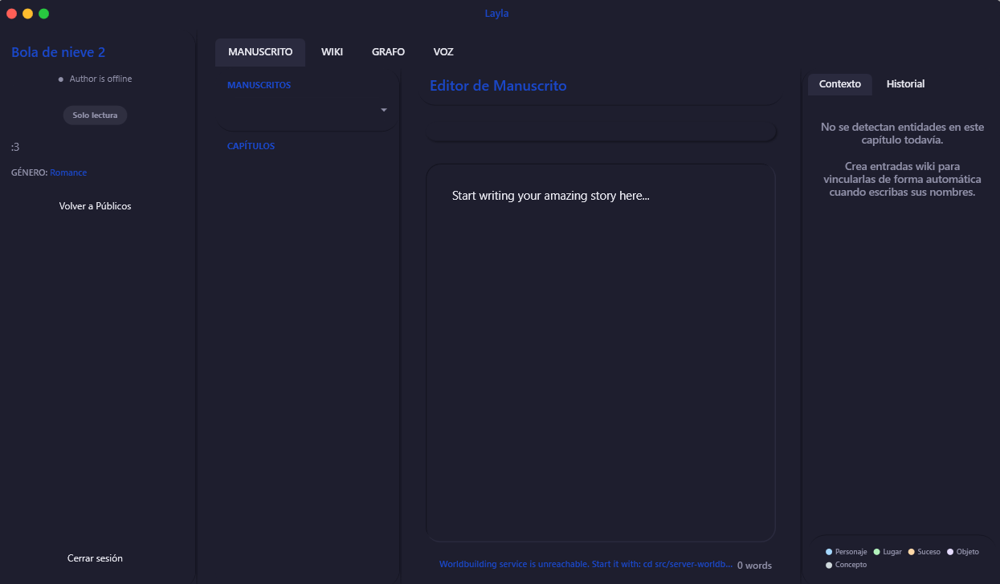 Layla
Bola de nieve 2
Author is offline
Solo lectura
:3
GÉNERO: Romance
Volver a Públicos
Cerrar sesión
MANUSCRITO
WIKI
GRAFO
VOZ
MANUSCRITOS
CAPÍTULOS
Editor de Manuscrito
Start writing your amazing story here...
Worldbuilding service is unreachable. Start it with: cd src/server-worldb...
0 words
Contexto
Historial
No se detectan entidades en este
capítulo todavía.
Crea entradas wiki para
vincularlas de forma automática
cuando escribas sus nombres.
Personaje
Lugar
Suceso
Objeto
Concepto